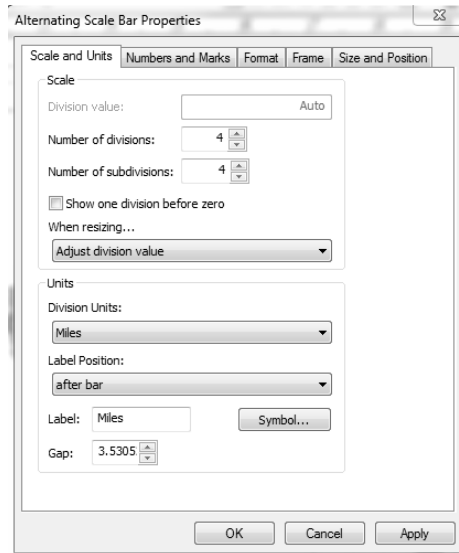 Alternating Scale Bar Properties
Scale and Units Numbers and Marks Format Frame Size and Position
Scale
Division value: Auto
Number of divisions: 4
Number of subdivisions: 4
Show one division before zero
When resizing...
Adjust division value
Units
Division Units:
Miles
Label Position:
after bar
Label: Miles Symbol...
Gap: 3.5305
OK Cancel Apply